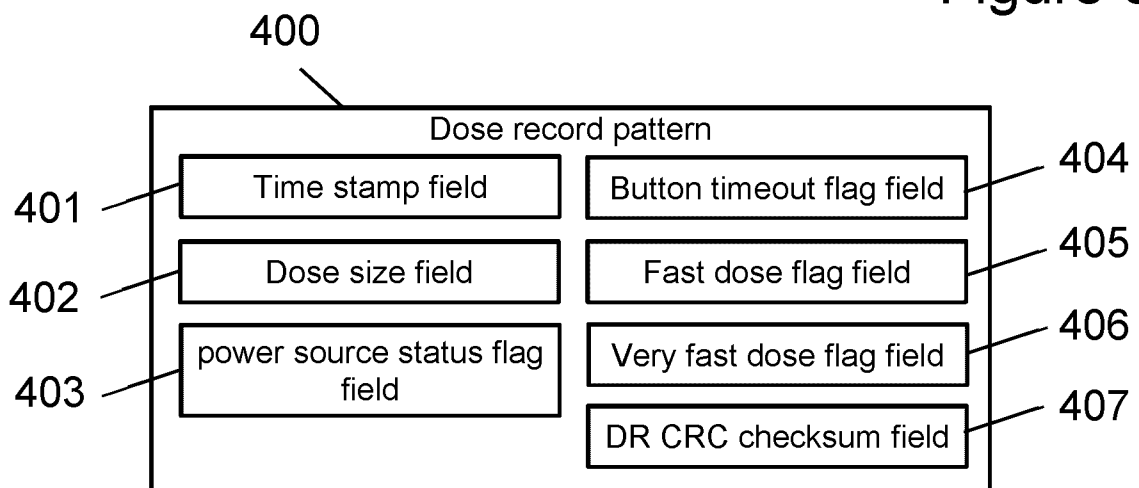 Figure
400
Dose record pattern
401
Time stamp field
Button timeout flag field
404
402
Dose size field
Fast dose flag field
405
403
power source status flag
field
Very fast dose flag field
406
DR CRC checksum field
407